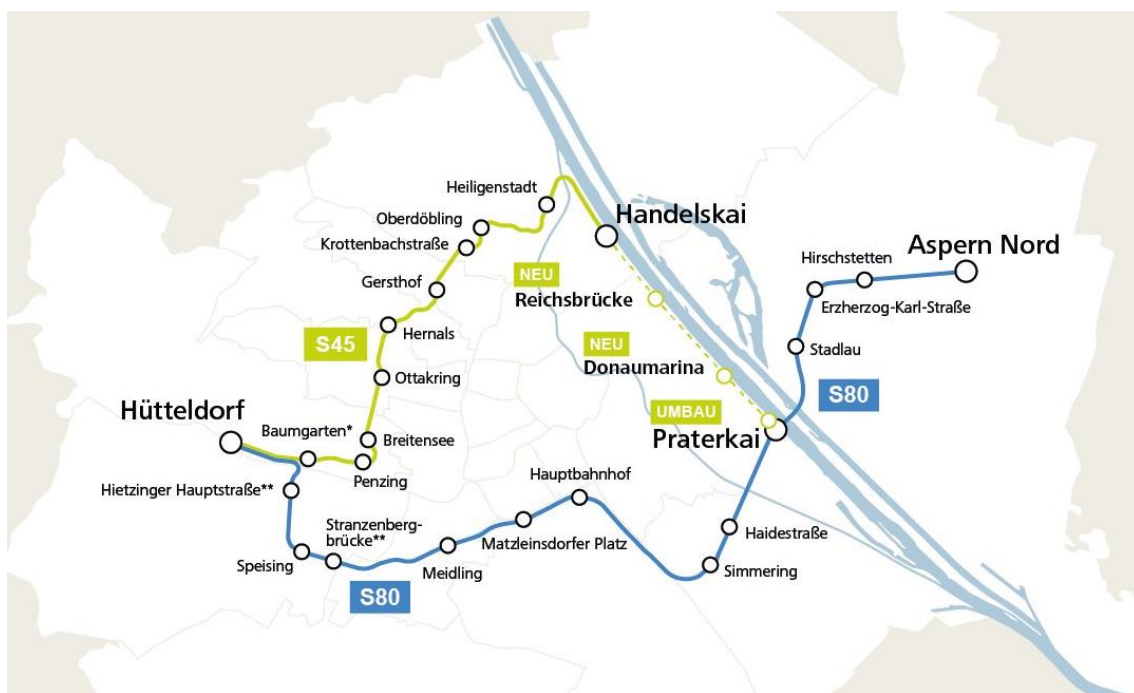 Heiligenstadt
Oberdöbling
Krottenbachstraße
Handelskai
Aspern Nord
Hirschstetten
Gersthof
NEU
Reichsbrücke
Erzherzog-Karl-Straße
Hernals
S45
NEU
Donaumarina
Stadlau
Ottakring
S80
Hütteldorf
UMBAU
Praterkai
Baumgarten*
Breitensee
Penzing
Hauptbahnhof
Hietzinger Hauptstraße**
Stranzenberg-
brücke**
Haidestraße
Matzleinsdorfer Platz
Speising
Meidling
Simmering
S80